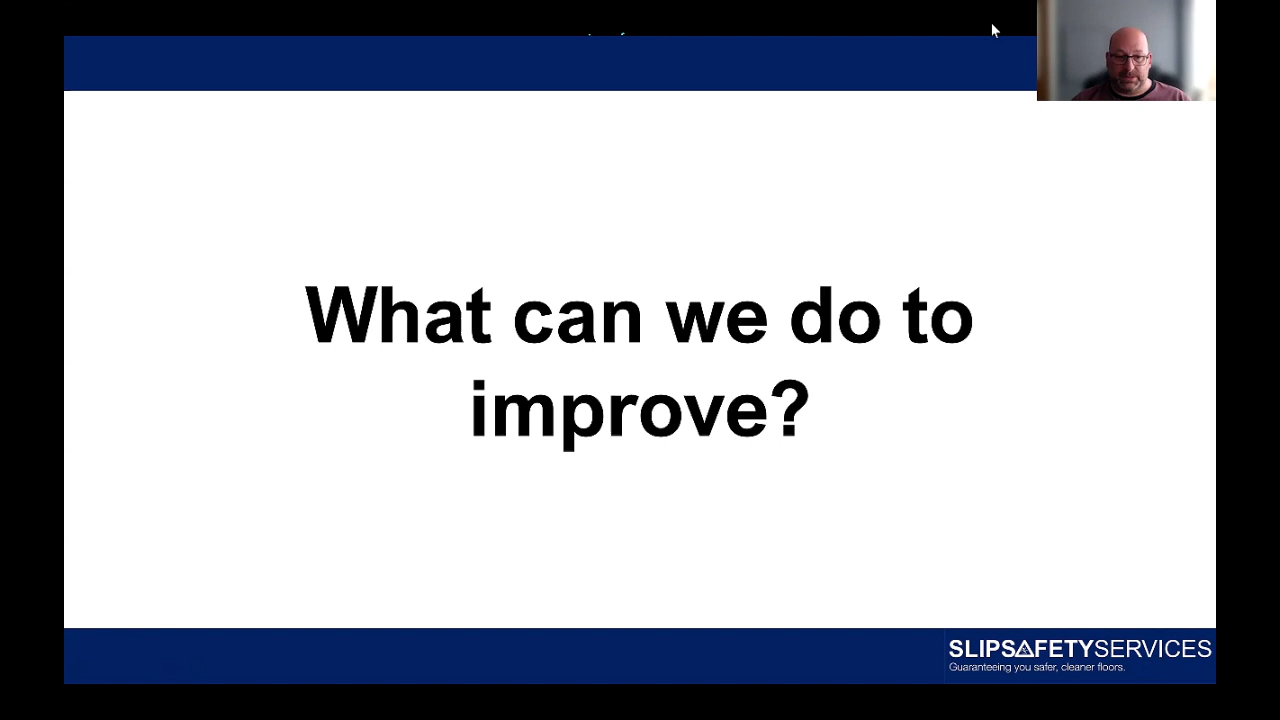 What can we do to
improve?
SLIPSAFETYSERVICES
Guaranteeing you safer, cleaner floors.